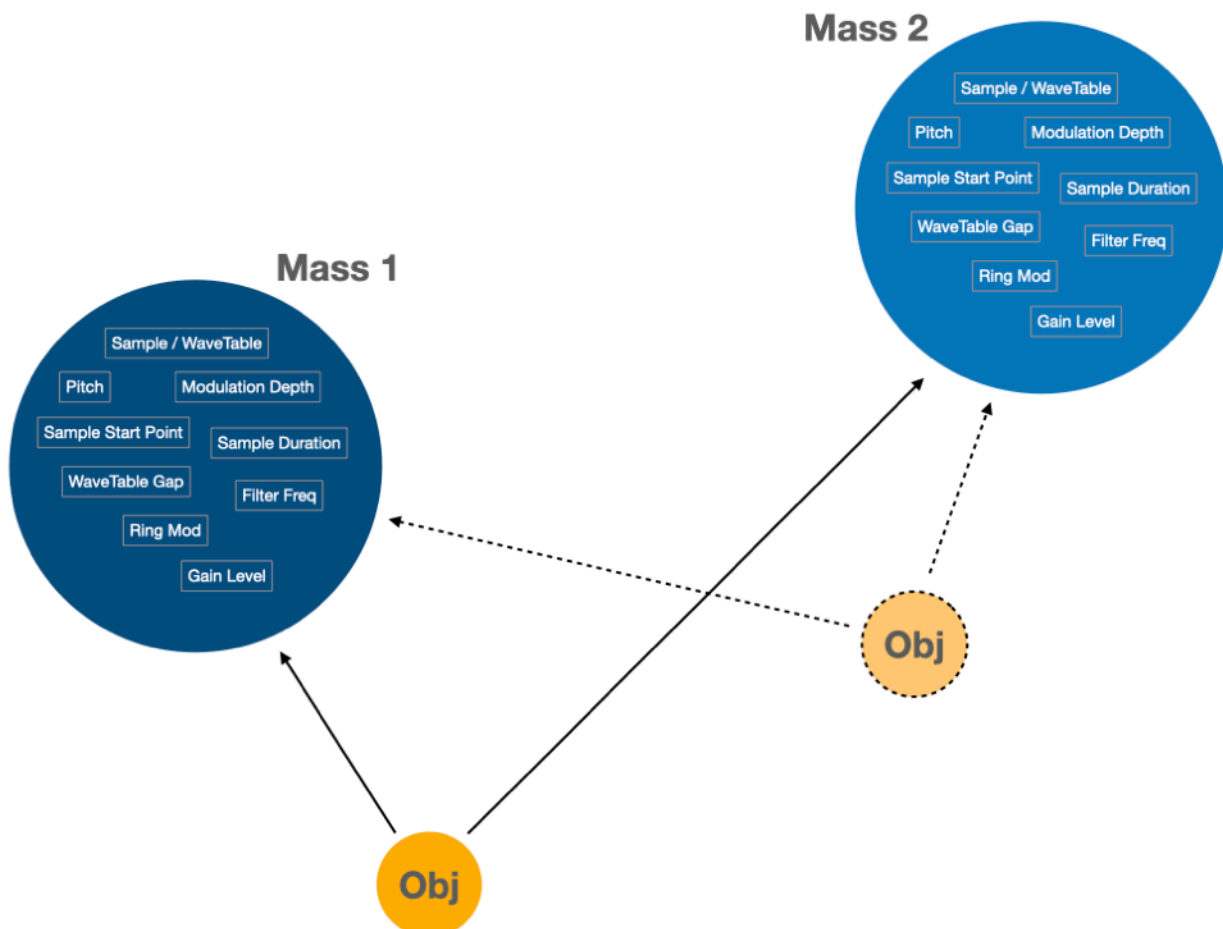 Mass 2
Sample / WaveTable
Pitch
Modulation Depth
Sample Start Point
Sample Duration
WaveTable Gap
Filter Freq
Ring Mod
Gain Level
Mass 1
Sample / WaveTable
Pitch
Modulation Depth
Sample Start Point
Sample Duration
WaveTable Gap
Filter Freq
Ring Mod
Gain Level
Obj
Obj